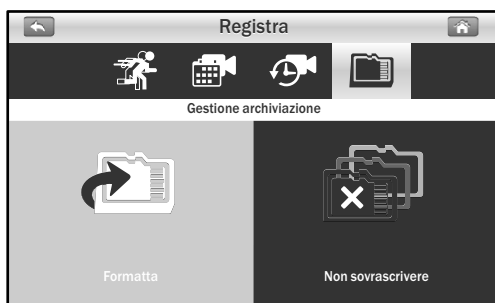 Registra
Gestione archiviazione
Formatta
Non sovrascrivere